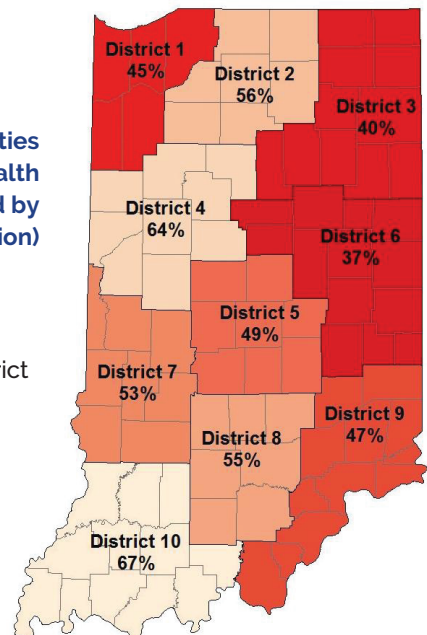 ties
alth
d by
ion)
rict
District 1
45%
District 2
56%
District 3
40%
District 4
64%
District 6
37%
District 5
49%
District 7
53%
District 9
47%
District 8
55%
District 10
67%